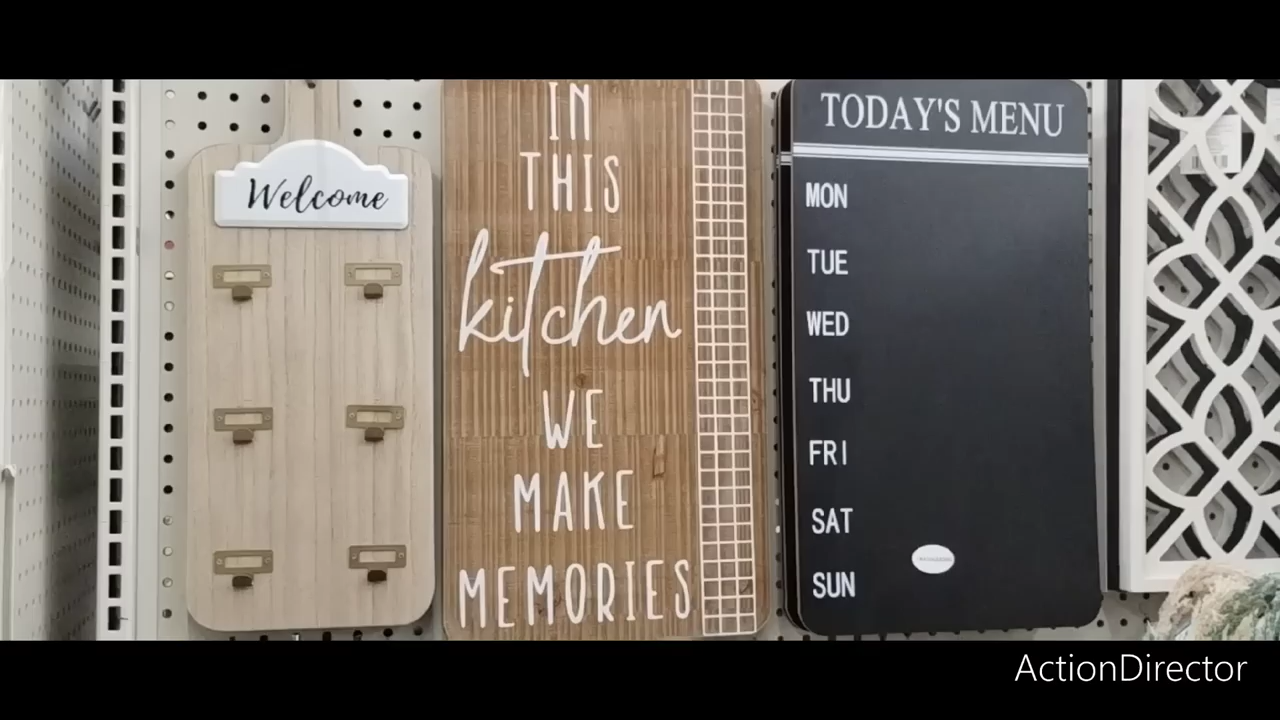 Welcome
IN
THIS
kitchen
WE
MAKE
MEMORIES
TODAY'S MENU
MON
TUE
WED
THU
FRI
SAT
SUN
ActionDirector